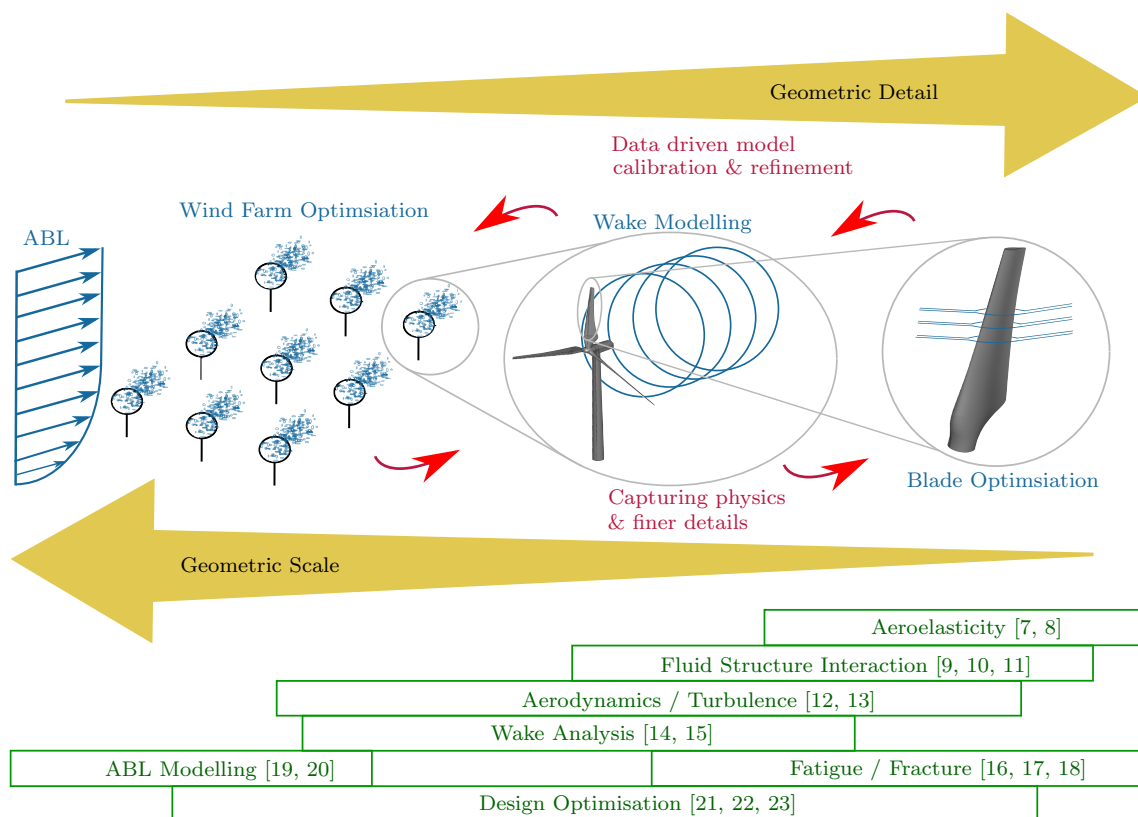 Geometric Detail
Data driven model
calibration & refinement
Wind Farm Optimsiation
Wake Modelling
ABL
Blade Optimsiation
Capturing physics
& finer details
Geometric Scale
Aeroelasticity [7, 8]
Fluid Structure Interaction [9, 10, 11]
Aerodynamics / Turbulence [12, 13]
Wake Analysis [14, 15]
ABL Modelling [19, 20]
Fatigue / Fracture [16, 17, 18]
Design Optimisation [21, 22, 23]